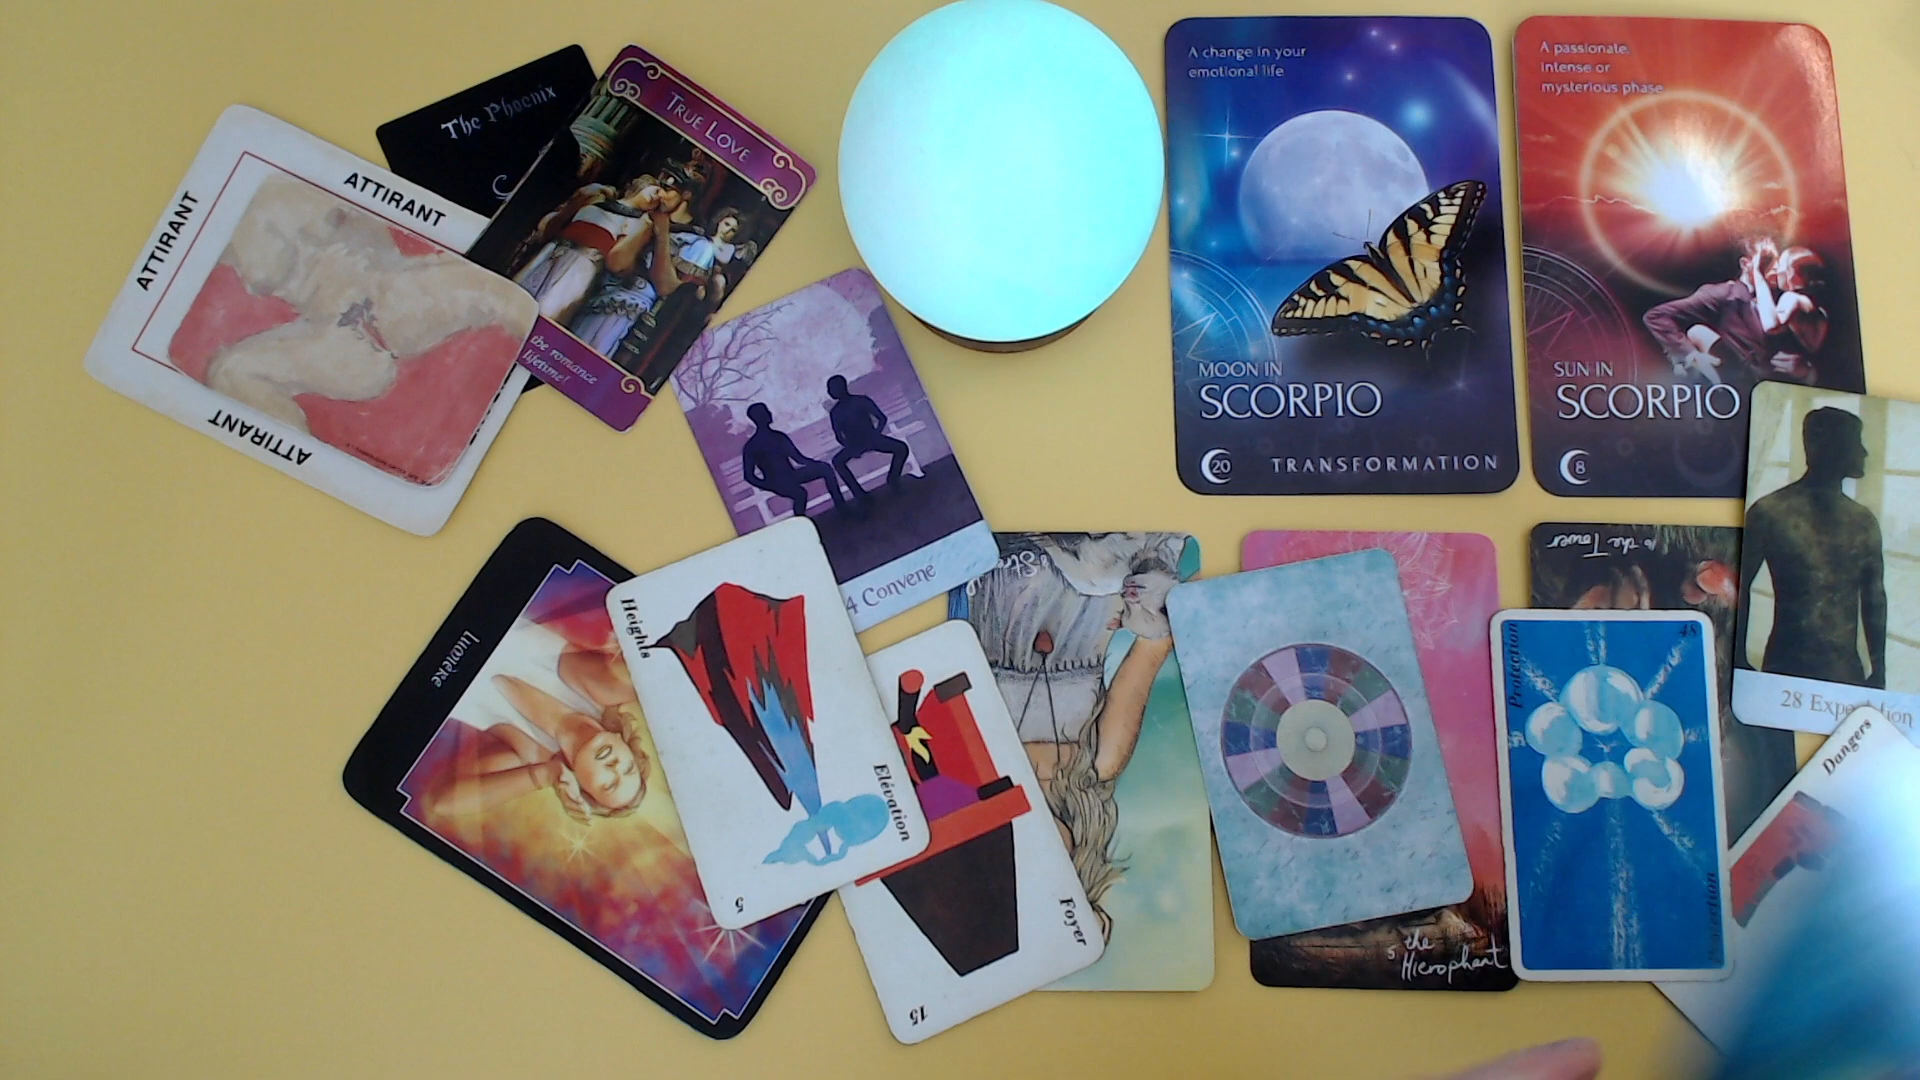 The Phoenix
TRUE LOVE
the romance
lifetime!
ATTIRANT
ATTIRANT
ATTIRANT
A change in your
emotional life
MOON IN
SCORPIO
20
TRANSFORMATION
A passionate,
intense or
mysterious phase
SUN IN
SCORPIO
8
4 Convene
28 Expe tion
the Tower
Lumière
Heights
Elévation
5
Foyer
15
5 the
Hierophant
Protection
48
Protection
Dangers